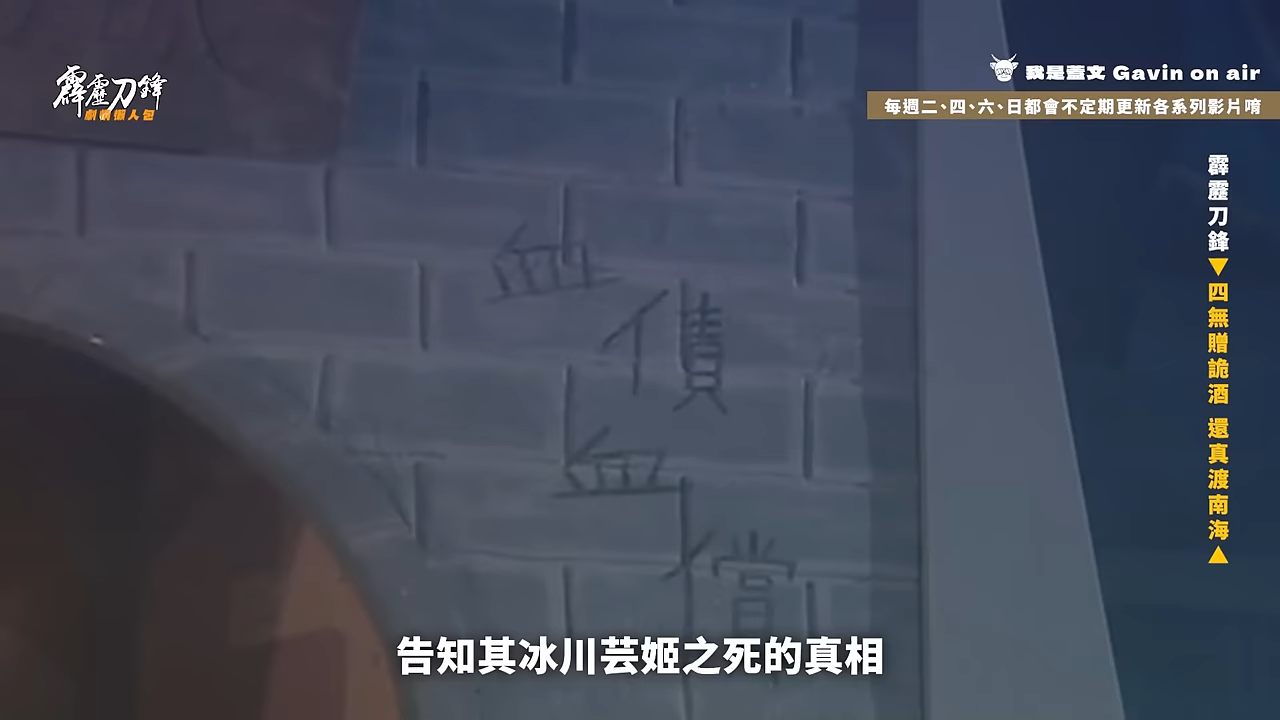 霹靂刀鋒
劇情懶人包
我是蓋文 Gavin on air
每週二、四、六、日都會不定期更新各系列影片唷
霹靂刀鋒▼四無贈詭酒 還真渡南海▲
血
債
血
償
告知其冰川芸姬之死的真相